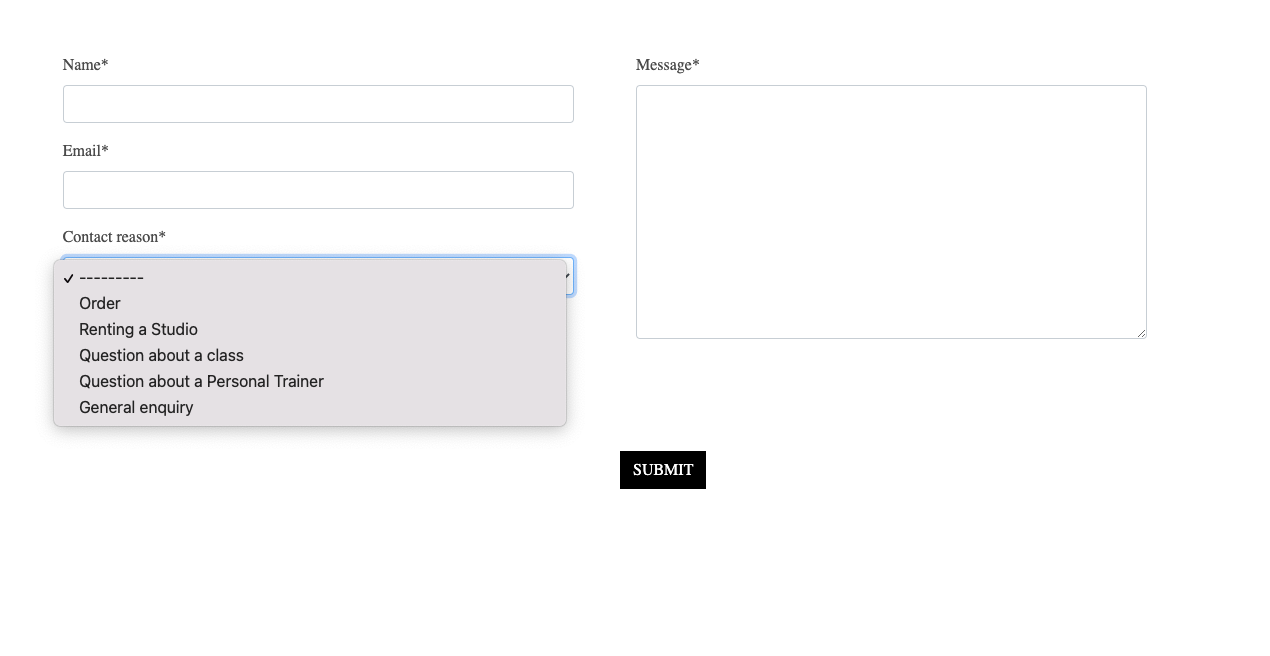 Name*
Email*
Contact reason*
✓ ---------
Order
Renting a Studio
Question about a class
Question about a Personal Trainer
General enquiry
Message*
SUBMIT